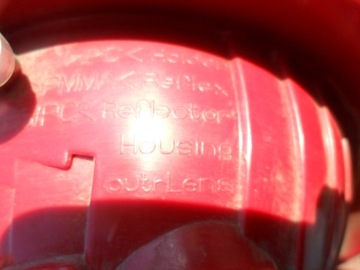 PMMA < Reflex
PC < Reflector
Housing
outrLens